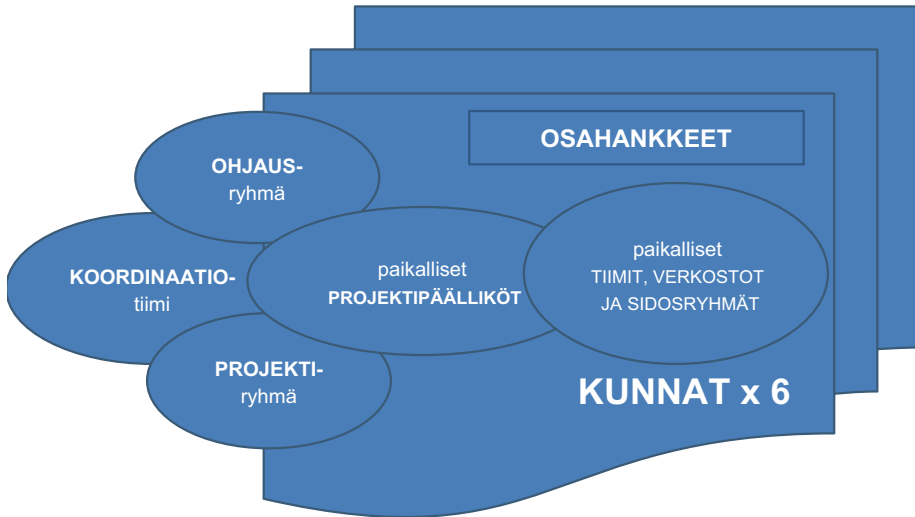 OSAHANKKEET
OHJAUS-
ryhmä
KOORDINAATIO-
tiimi
PROJEKTI-
ryhmä
paikalliset
PROJEKTIPÄÄLLIKÖT
paikalliset
TIIMIT, VERKOSTOT
JA SIDOSRYHMÄT
KUNNAT x 6